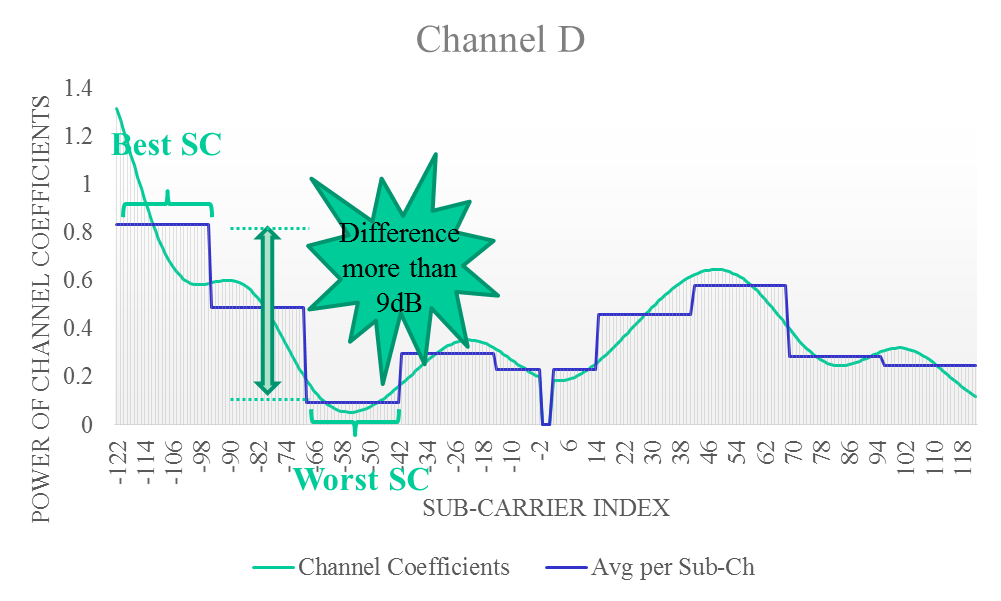 Channel D
POWER OF CHANNEL COEFFICIENTS
1.4
1.2
1
0.8
0.6
0.4
0.2
0
Best SC
Difference
more than
9dB
Worst SC
-122 -114 -106 -98 -90 -82 -74 -66 -58 -50 -42 -34 -26 -18 -10 -2 6 14 22 30 38 46 54 62 70 78 86 94 102 110 118
SUB-CARRIER INDEX
Channel Coefficients
Avg per Sub-Ch